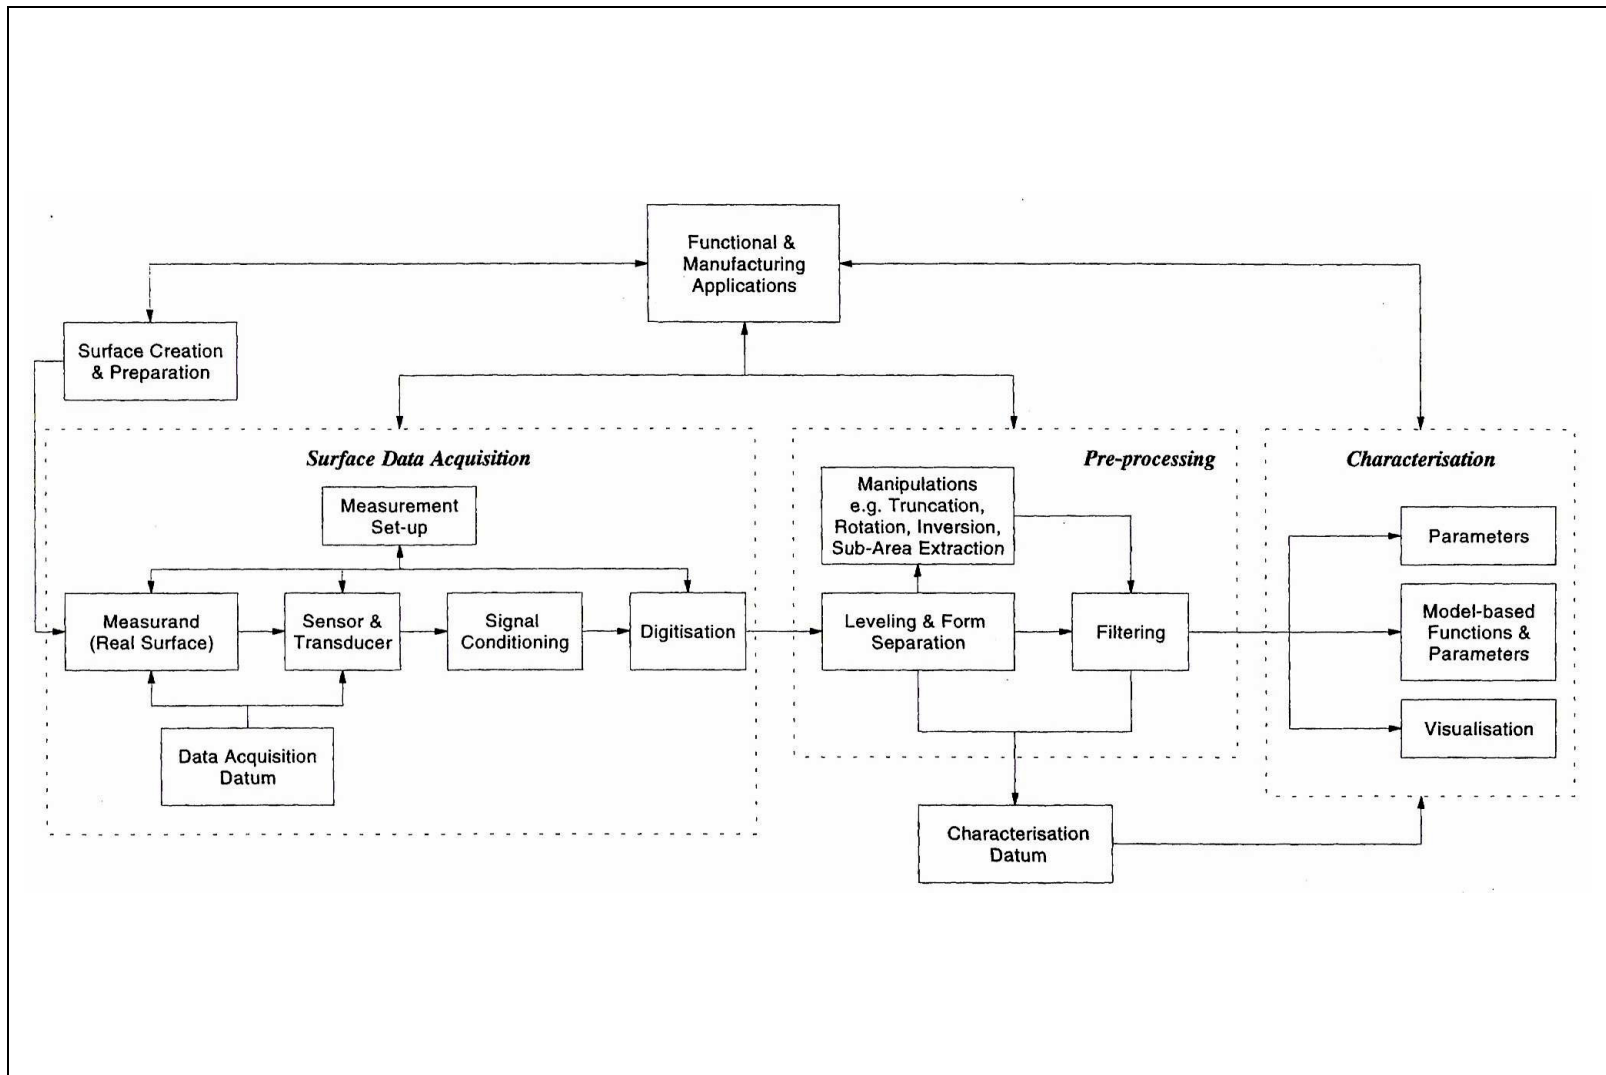 Functional &
Manufacturing
Applications
Surface Creation
& Preparation
Surface Data Acquisition
Measurement
Set-up
Measurand
(Real Surface)
Sensor &
Transducer
Signal
Conditioning
Digitisation
Data Acquisition
Datum
Pre-processing
Manipulations
e.g. Truncation,
Rotation, Inversion,
Sub-Area Extraction
Leveling & Form
Separation
Filtering
Characterisation
Datum
Characterisation
Parameters
Model-based
Functions &
Parameters
Visualisation